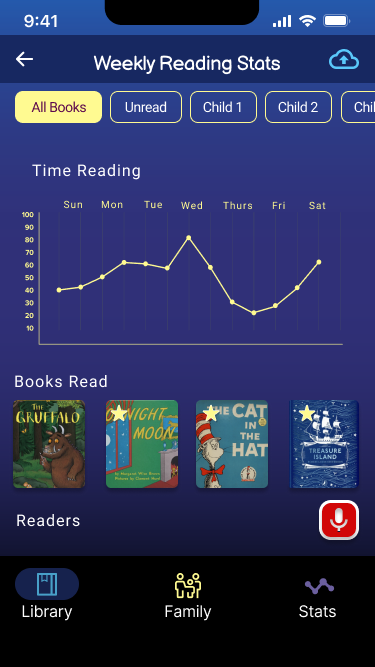 9:41
Weekly Reading Stats
All Books Unread Child 1 Child 2 Chil
Time Reading
Sun Mon Tue Wed Thurs Fri Sat
100
90
80
70
60
50
40
30
20
10
Books Read
THE
GRUFFALO
NIGHT
MOON
by Margaret Wise Brown
Pictures by Clement Hurd
THE CAT
IN
THE
HAT
TREASURE
ISLAND
Readers
Library Family Stats